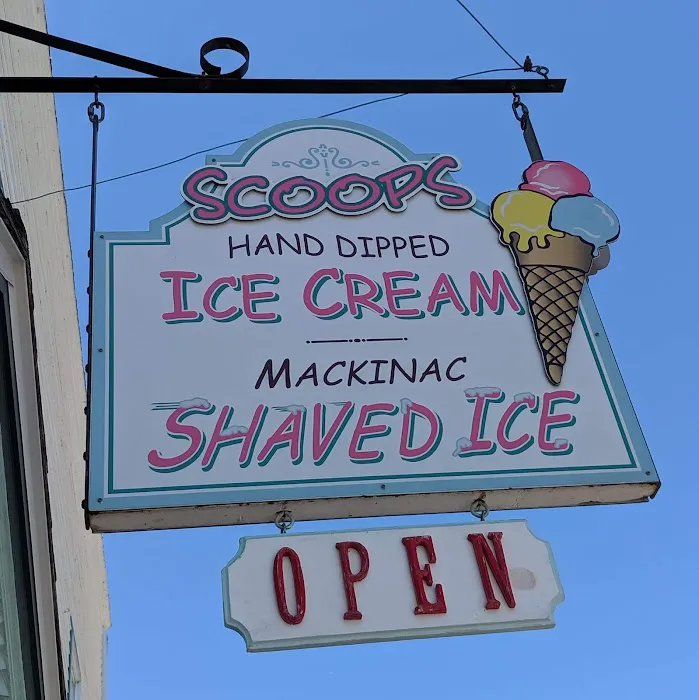 SCOOPS
HAND DIPPED
ICE CREAM
MACKINAC
SHAVED ICE
OPEN